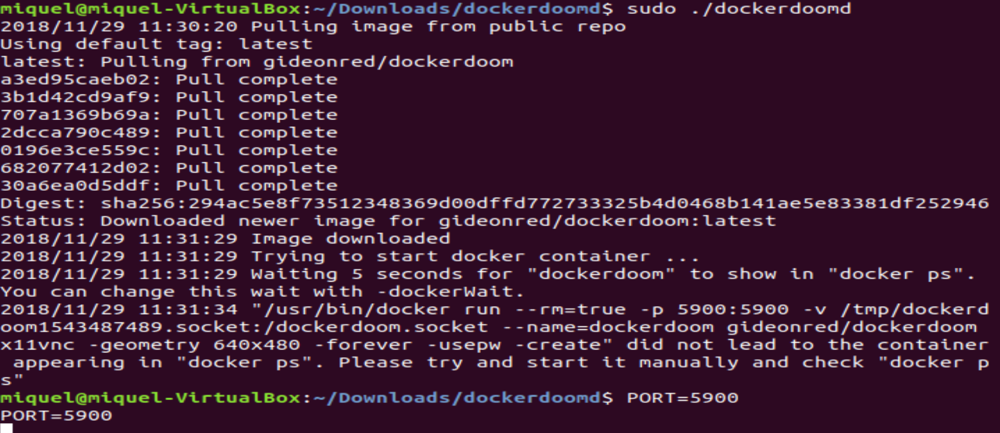 miquel@miquel-VirtualBox:~/Downloads/dockerdoomd$ sudo ./dockerdoomd
2018/11/29 11:30:20 Pulling image from public repo
Using default tag: latest
latest: Pulling from gideonred/dockerdoom
a3ed95caeb02: Pull complete
3b1d42cd9af9: Pull complete
707a1369b69a: Pull complete
2dcca790c489: Pull complete
0196e3ce559c: Pull complete
682077412d02: Pull complete
30a6ea0d5ddf: Pull complete
Digest: sha256:294ac5e8f73512348369d00dffd772733325b4d0468b141ae5e83381df252946
Status: Downloaded newer image for gideonred/dockerdoom:latest
2018/11/29 11:31:29 Image downloaded
2018/11/29 11:31:29 Trying to start docker container ...
2018/11/29 11:31:29 Waiting 5 seconds for "dockerdoom" to show in "docker ps".
You can change this wait with -dockerWait.
2018/11/29 11:31:34 "/usr/bin/docker run --rm=true -p 5900:5900 -v /tmp/dockerd
oom1543487489.socket:/dockerdoom.socket --name=dockerdoom gideonred/dockerdoom
x11vnc -geometry 640x480 -forever -usepw -create" did not lead to the container
 appearing in "docker ps". Please try and start it manually and check "docker p
s"
miquel@miquel-VirtualBox:~/Downloads/dockerdoomd$ PORT=5900
PORT=5900